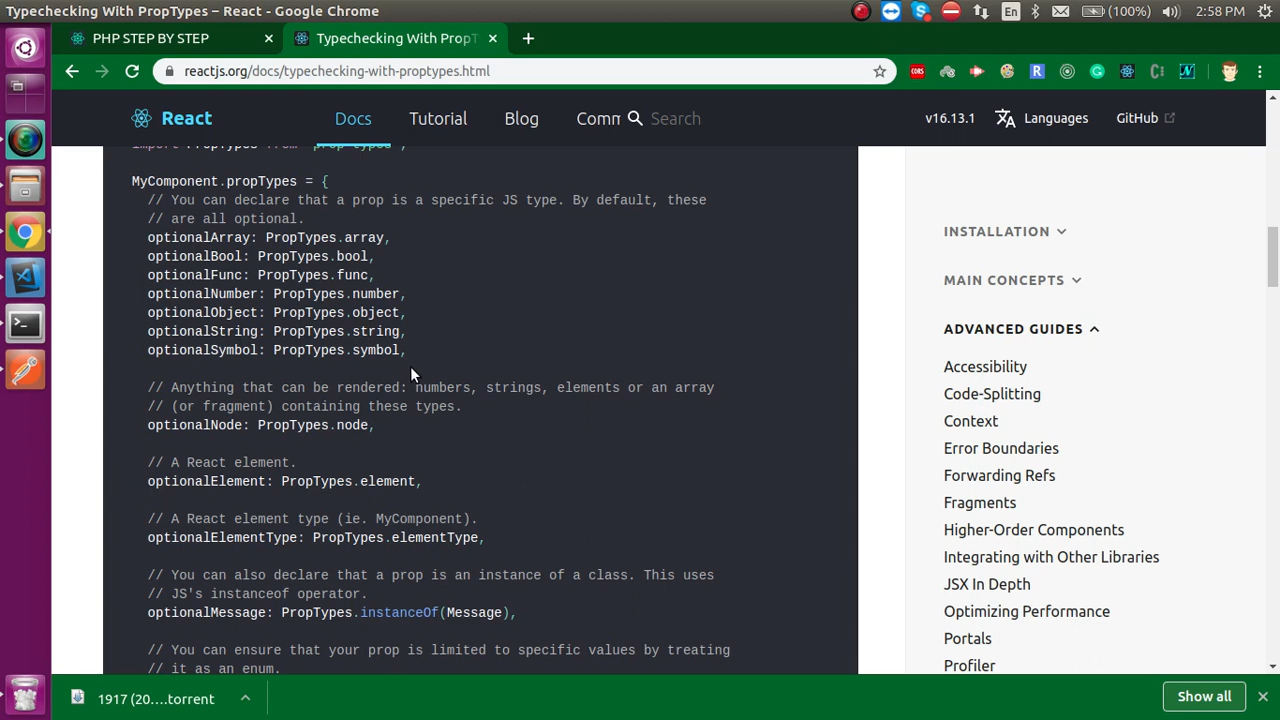 Typechecking With PropTypes – React - Google Chrome
En
(100%)
2:58 PM
PHP STEP BY STEP
Typechecking With PropT
reactjs.org/docs/typechecking-with-proptypes.html
CORS
React
Docs
Tutorial
Blog
Comm
Search
v16.13.1
Languages
GitHub
import PropTypes from 'prop-types';
MyComponent.propTypes = {
// You can declare that a prop is a specific JS type. By default, these
// are all optional.
optionalArray: PropTypes.array,
optionalBool: PropTypes.bool,
optionalFunc: PropTypes.func,
optionalNumber: PropTypes.number,
optionalObject: PropTypes.object,
optionalString: PropTypes.string,
optionalSymbol: PropTypes.symbol,
// Anything that can be rendered: numbers, strings, elements or an array
// (or fragment) containing these types.
optionalNode: PropTypes.node,
// A React element.
optionalElement: PropTypes.element,
// A React element type (ie. MyComponent).
optionalElementType: PropTypes.elementType,
// You can also declare that a prop is an instance of a class. This uses
// JS's instanceof operator.
optionalMessage: PropTypes.instanceOf(Message),
// You can ensure that your prop is limited to specific values by treating
// it as an enum.
INSTALLATION
MAIN CONCEPTS
ADVANCED GUIDES
Accessibility
Code-Splitting
Context
Error Boundaries
Forwarding Refs
Fragments
Higher-Order Components
Integrating with Other Libraries
JSX In Depth
Optimizing Performance
Portals
Profiler
1917 (20....torrent
Show all